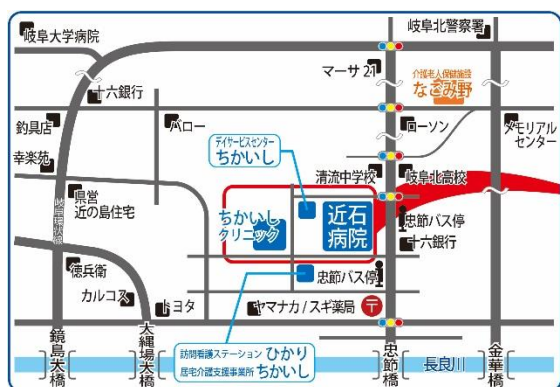 岐阜北警察署
岐阜大学病院
マーサ21
介護老人保健施設
なごみ野
十六銀行
釣具店
バロー
ローソン
メモリアル
センター
幸楽苑
デイサービスセンター
ちかいし
清流中学校
岐阜北高校
県営
近の島住宅
岐阜環状線
ちかいし
クリニック
近石
病院
忠節バス停
十六銀行
徳兵衛
忠節バス停
カルコス
トヨタ
ヤマナカ/スギ薬局
〒
訪問看護ステーション ひかり
居宅介護支援事業所 ちかいし
鏡島大橋
大縄場大橋
忠節橋
長良川
金華橋